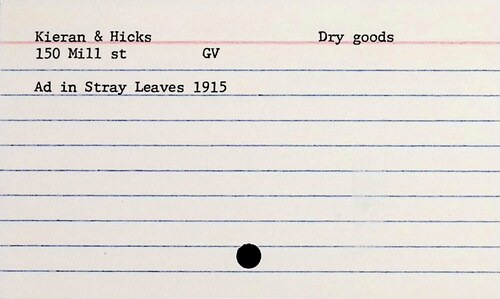 Kieran & Hicks Dry goods
150 Mill st GV
Ad in Stray Leaves 1915